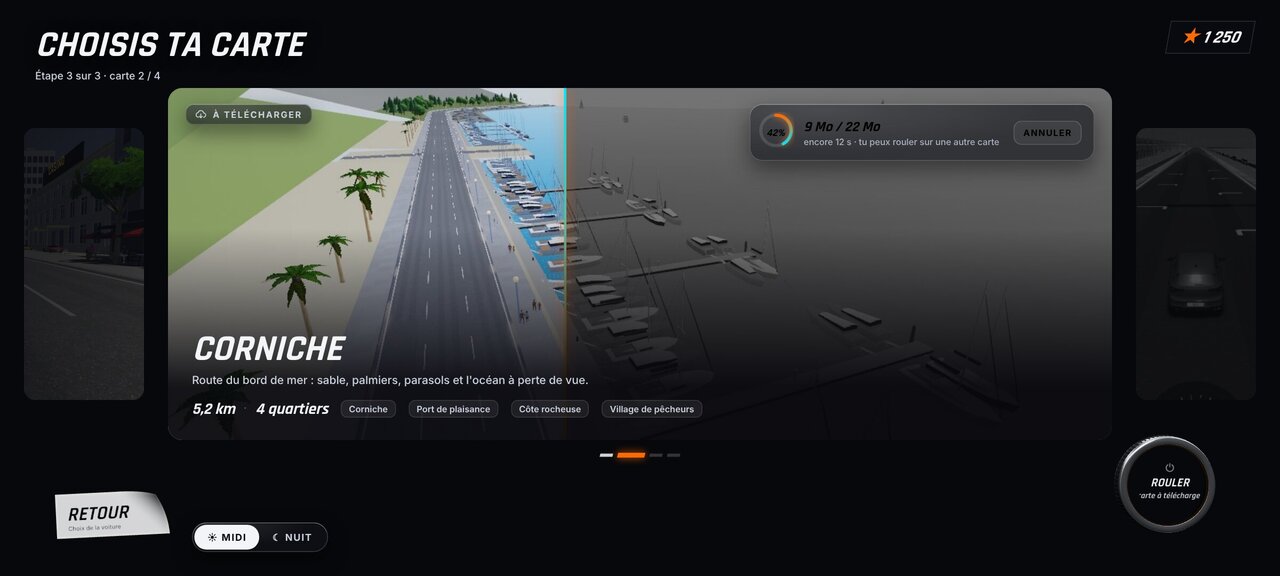 CHOISIS TA CARTE
Étape 3 sur 3 · carte 2 / 4
1 250
À TÉLÉCHARGER
42%
9 Mo / 22 Mo
encore 12 s · tu peux rouler sur une autre carte
ANNULER
CORNICHE
Route du bord de mer : sable, palmiers, parasols et l'océan à perte de vue.
5,2 km · 4 quartiers
Corniche
Port de plaisance
Côte rocheuse
Village de pêcheurs
RETOUR
Choix de la voiture
MIDI
NUIT
ROULER
arte à télécharge